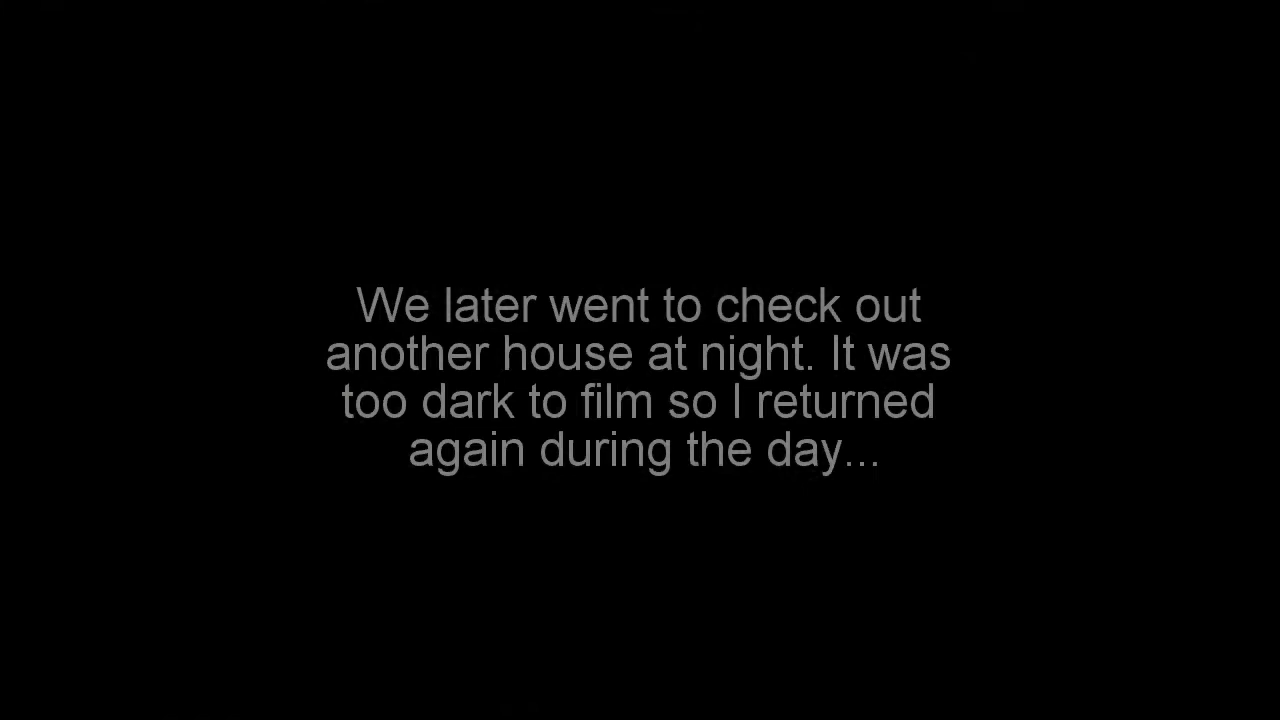 We later went to check out
another house at night. It was
too dark to film so I returned
again during the day...